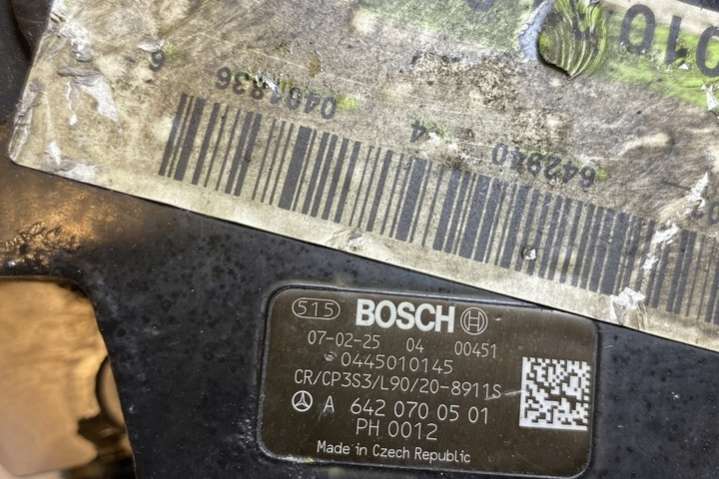 515 BOSCH
07-02-25 04 00451
0445010145
CR/CP3S3/L90/20-8911S
A 642 070 05 01
PH 0012
Made in Czech Republic
642940